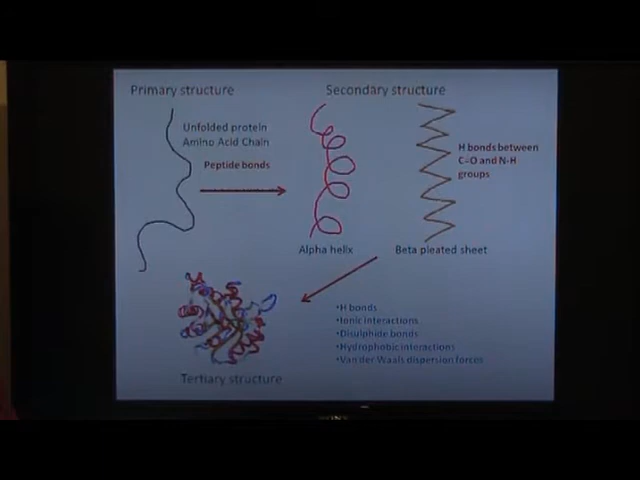 Primary structure
Secondary structure
Unfolded protein
Amino Acid Chain
Peptide bonds
H bonds between
C=O and N-H
groups
Alpha helix
Beta pleated sheet
•H bonds
•Ionic interactions
•Disulphide bonds
•Hydrophobic interactions
•Van der Waals dispersion forces
Tertiary structure
SONY